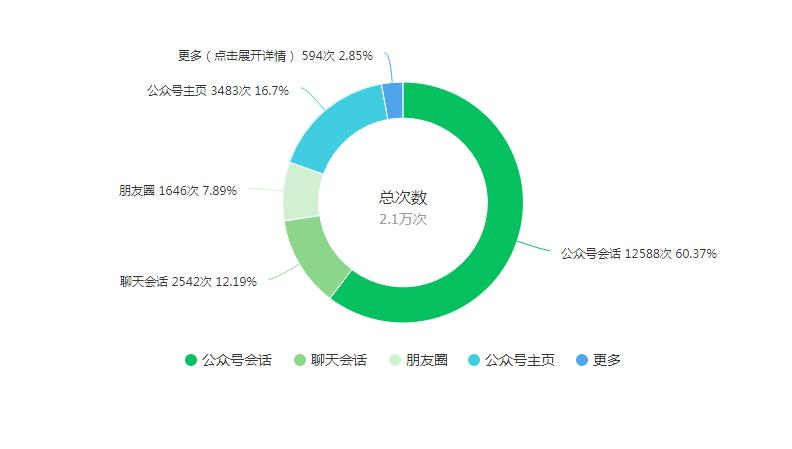 更多（点击展开详情） 594次 2.85%
公众号主页 3483次 16.7%
朋友圈 1646次 7.89%
总次数
2.1万次
公众号会话 12588次 60.37%
聊天会话 2542次 12.19%
公众号会话
聊天会话
朋友圈
公众号主页
更多